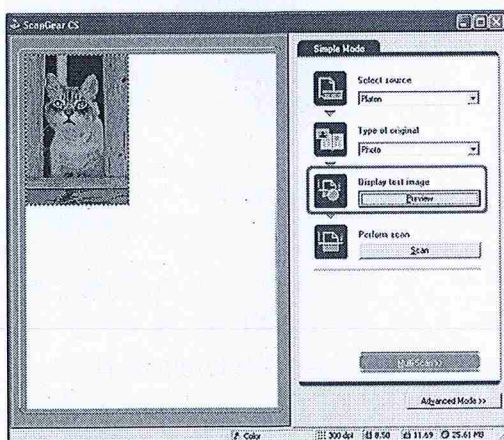 ScanGear CS
Simple Mode
Select source
Platen
Type of original
Photo
Display test image
Preview
Perform scan
Scan
Advanced Mode >>
Color
300 dpi
8.50
11.69
25.61 MB